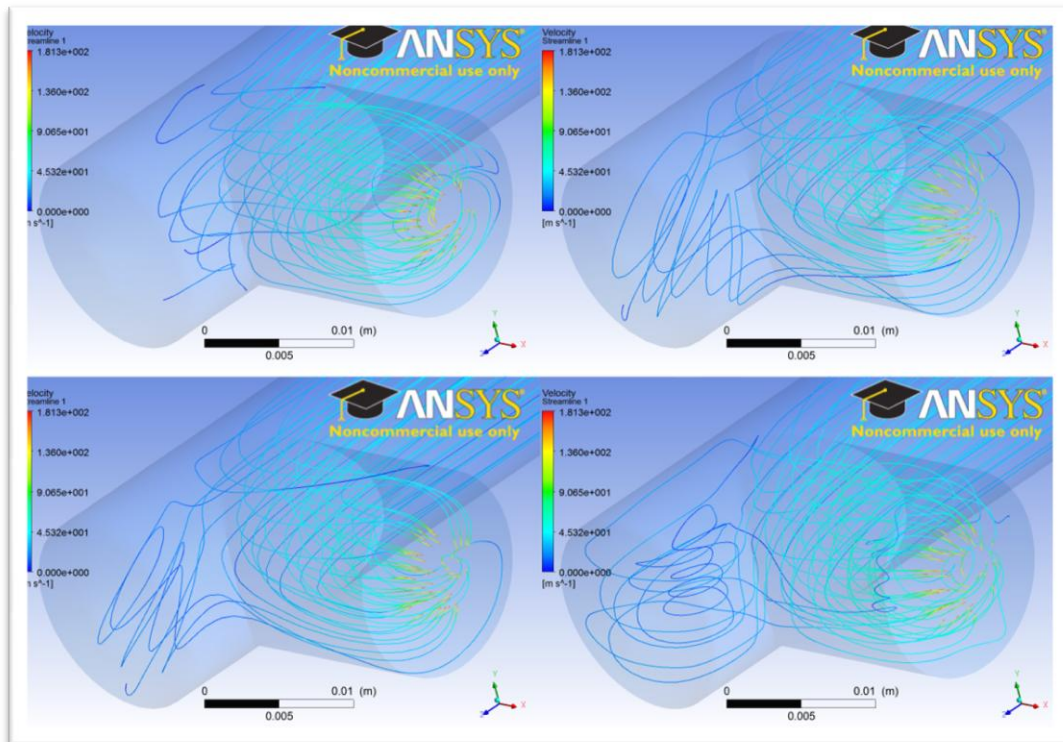 elocity
treamline 1
1.813e+002
1.360e+002
9.065e+001
4.532e+001
0.000e+000
m s^-1]
ANSYS
Noncommercial use only
0 0.01 (m)
0.005
Y
X
Z
elocity
Streamline 1
1.813e+002
1.360e+002
9.065e+001
4.532e+001
0.000e+000
[m s^-1]
ANSYS
Noncommercial use only
0 0.01 (m)
0.005
Y
X
Z
elocity
treamline 1
1.813e+002
1.360e+002
9.065e+001
4.532e+001
0.000e+000
m s^-1]
ANSYS
Noncommercial use only
0 0.01 (m)
0.005
Y
X
Z
Velocity
Streamline 1
1.813e+002
1.360e+002
9.065e+001
4.532e+001
0.000e+000
[m s^-1]
ANSYS
Noncommercial use only
0 0.01 (m)
0.005
Y
X
Z